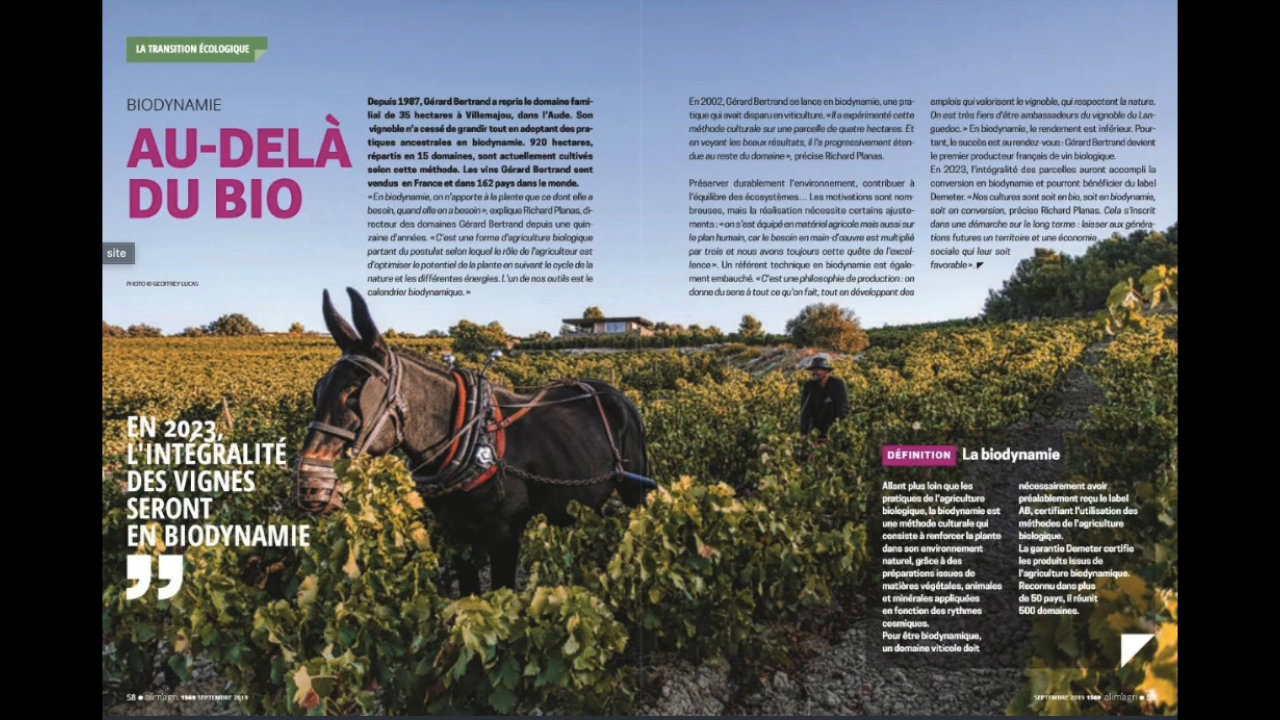 LA TRANSITION ÉCOLOGIQUE
BIODYNAMIE
AU-DELÀ
DU BIO
site
PHOTO © GEOFFREY LUCAS
Depuis 1987, Gérard Bertrand a repris le domaine fami-
lial de 35 hectares à Villemajou, dans l'Aude. Son
vignoble n'a cessé de grandir tout en adoptant des pra-
tiques ancestrales en biodynamie. 920 hectares,
répartis en 15 domaines, sont actuellement cultivés
selon cette méthode. Les vins Gérard Bertrand sont
vendus en France et dans 162 pays dans le monde.
« En biodynamie, on n'apporte à la plante que ce dont elle a
besoin, quand elle en a besoin », explique Richard Planas, di-
recteur des domaines Gérard Bertrand depuis une quin-
zaine d'années. « C'est une forme d'agriculture biologique
partant du postulat selon lequel le rôle de l'agriculteur est
d'optimiser le potentiel de la plante en suivant le cycle de la
nature et les différentes énergies. L'un de nos outils est le
calendrier biodynamique. »
En 2002, Gérard Bertrand se lance en biodynamie, une pra-
tique qui avait disparu en viticulture. « Il a expérimenté cette
méthode culturale sur une parcelle de quatre hectares. Et
en voyant les beaux résultats, il l'a progressivement éten-
due au reste du domaine », précise Richard Planas.
Préserver durablement l'environnement, contribuer à
l'équilibre des écosystèmes... Les motivations sont nom-
breuses, mais la réalisation nécessite certains ajuste-
ments : « on s'est équipé en matériel agricole mais aussi sur
le plan humain, car le besoin en main-d'œuvre est multiplié
par trois et nous avons toujours cette quête de l'excel-
lence ». Un référent technique en biodynamie est égale-
ment embauché. « C'est une philosophie de production : on
donne du sens à tout ce qu'on fait, tout en développant des
emplois qui valorisent le vignoble, qui respectent la nature.
On est très fiers d'être ambassadeurs du vignoble du Lan-
guedoc. » En biodynamie, le rendement est inférieur. Pour-
tant, le succès est au rendez-vous : Gérard Bertrand devient
le premier producteur français de vin biologique.
En 2023, l'intégralité des parcelles auront accompli la
conversion en biodynamie et pourront bénéficier du label
Demeter. « Nos cultures sont soit en bio, soit en biodynamie,
soit en conversion, précise Richard Planas. Cela s'inscrit
dans une démarche sur le long terme : laisser aux généra-
tions futures un territoire et une économie
sociale qui leur soit
favorable ».
EN 2023,
L'INTÉGRALITÉ
DES VIGNES
SERONT
EN BIODYNAMIE
”
DÉFINITION La biodynamie
Allant plus loin que les
pratiques de l'agriculture
biologique, la biodynamie est
une méthode culturale qui
consiste à renforcer la plante
dans son environnement
naturel, grâce à des
préparations issues de
matières végétales, animales
et minérales appliquées
en fonction des rythmes
cosmiques.
Pour être biodynamique,
un domaine viticole doit
nécessairement avoir
préalablement reçu le label
AB, certifiant l'utilisation des
méthodes de l'agriculture
biologique.
La garantie Demeter certifie
les produits issus de
l'agriculture biodynamique.
Reconnu dans plus
de 50 pays, il réunit
500 domaines.
58 ● alim'agri 1569 SEPTEMBRE 2019
SEPTEMBRE 2019 1569 alim'agri ●